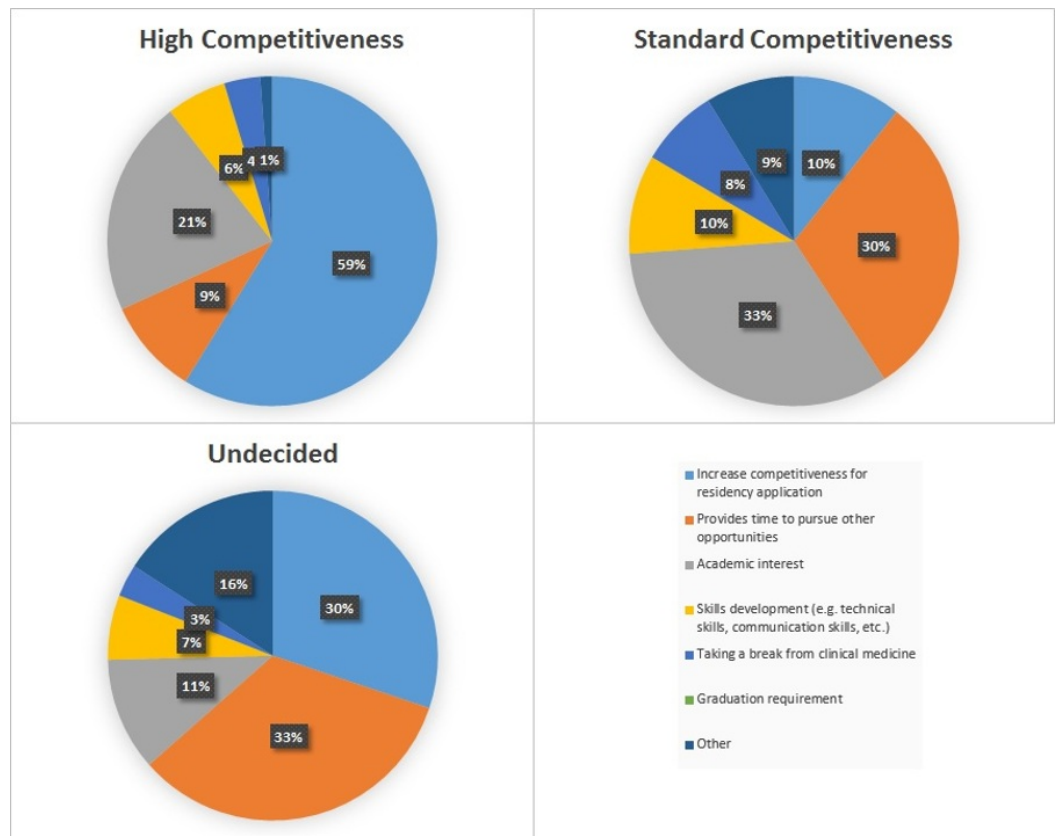 High Competitiveness
4
1%
6%
21%
59%
9%
Standard Competitiveness
9%
10%
8%
10%
30%
33%
Undecided
16%
30%
3%
7%
11%
33%
Increase competitiveness for
residency application
Provides time to pursue other
opportunities
Academic interest
Skills development (e.g. technical
skills, communication skills, etc.)
Taking a break from clinical medicine
Graduation requirement
Other